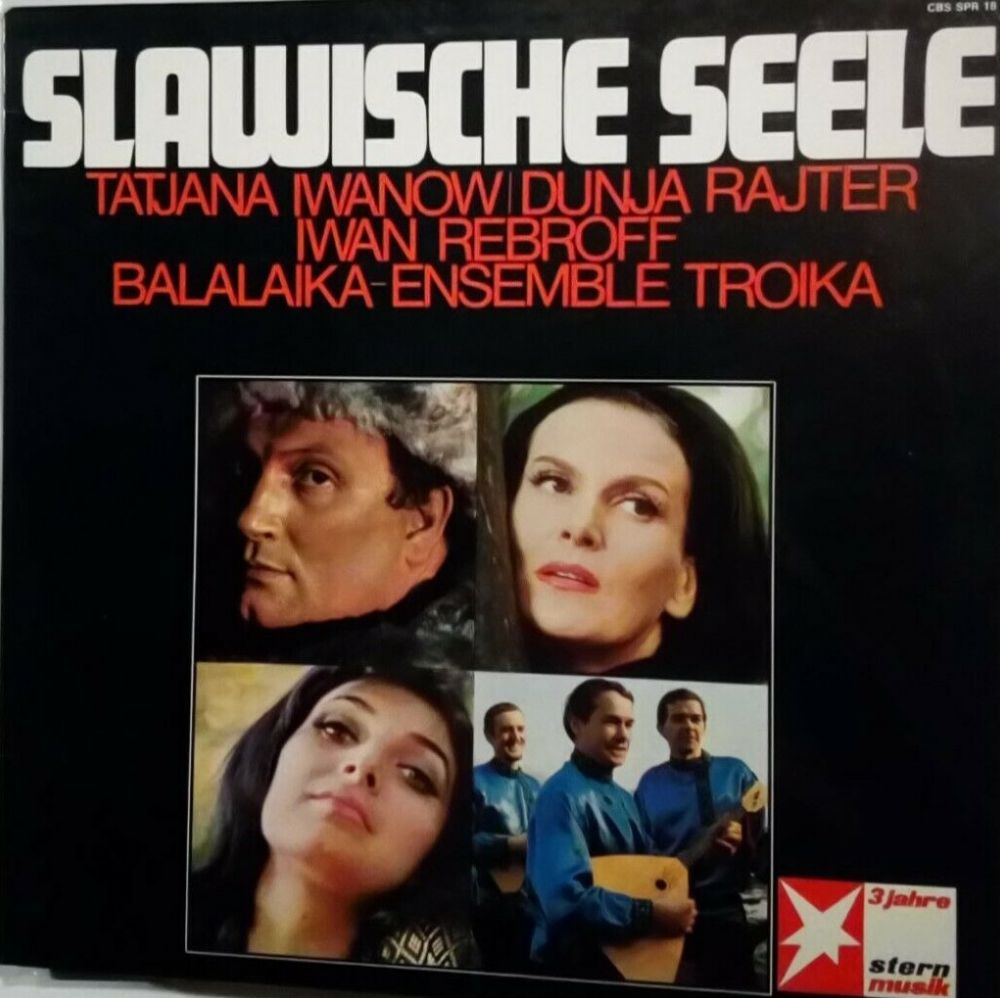 CBS SPR 18
SLAWISCHE SEELE
TATJANA IWANOW | DUNJA RAJTER
IWAN REBROFF
BALALAIKA-ENSEMBLE TROIKA
3 jahre
stern
musik